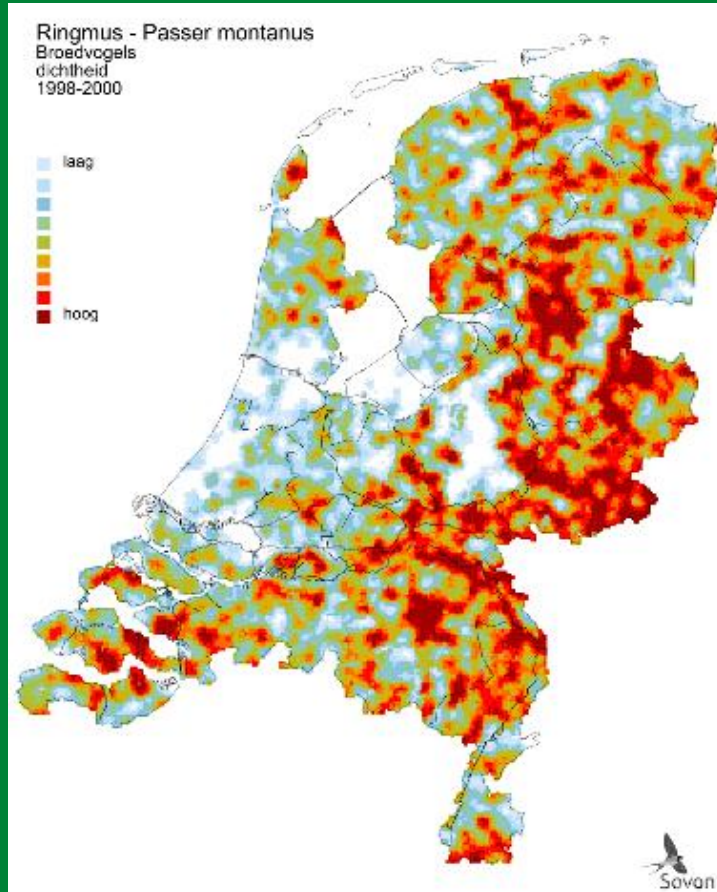 Ringmus - Passer montanus
Broedvogels
dichtheid
1998-2000
laag
hoog
Sovon